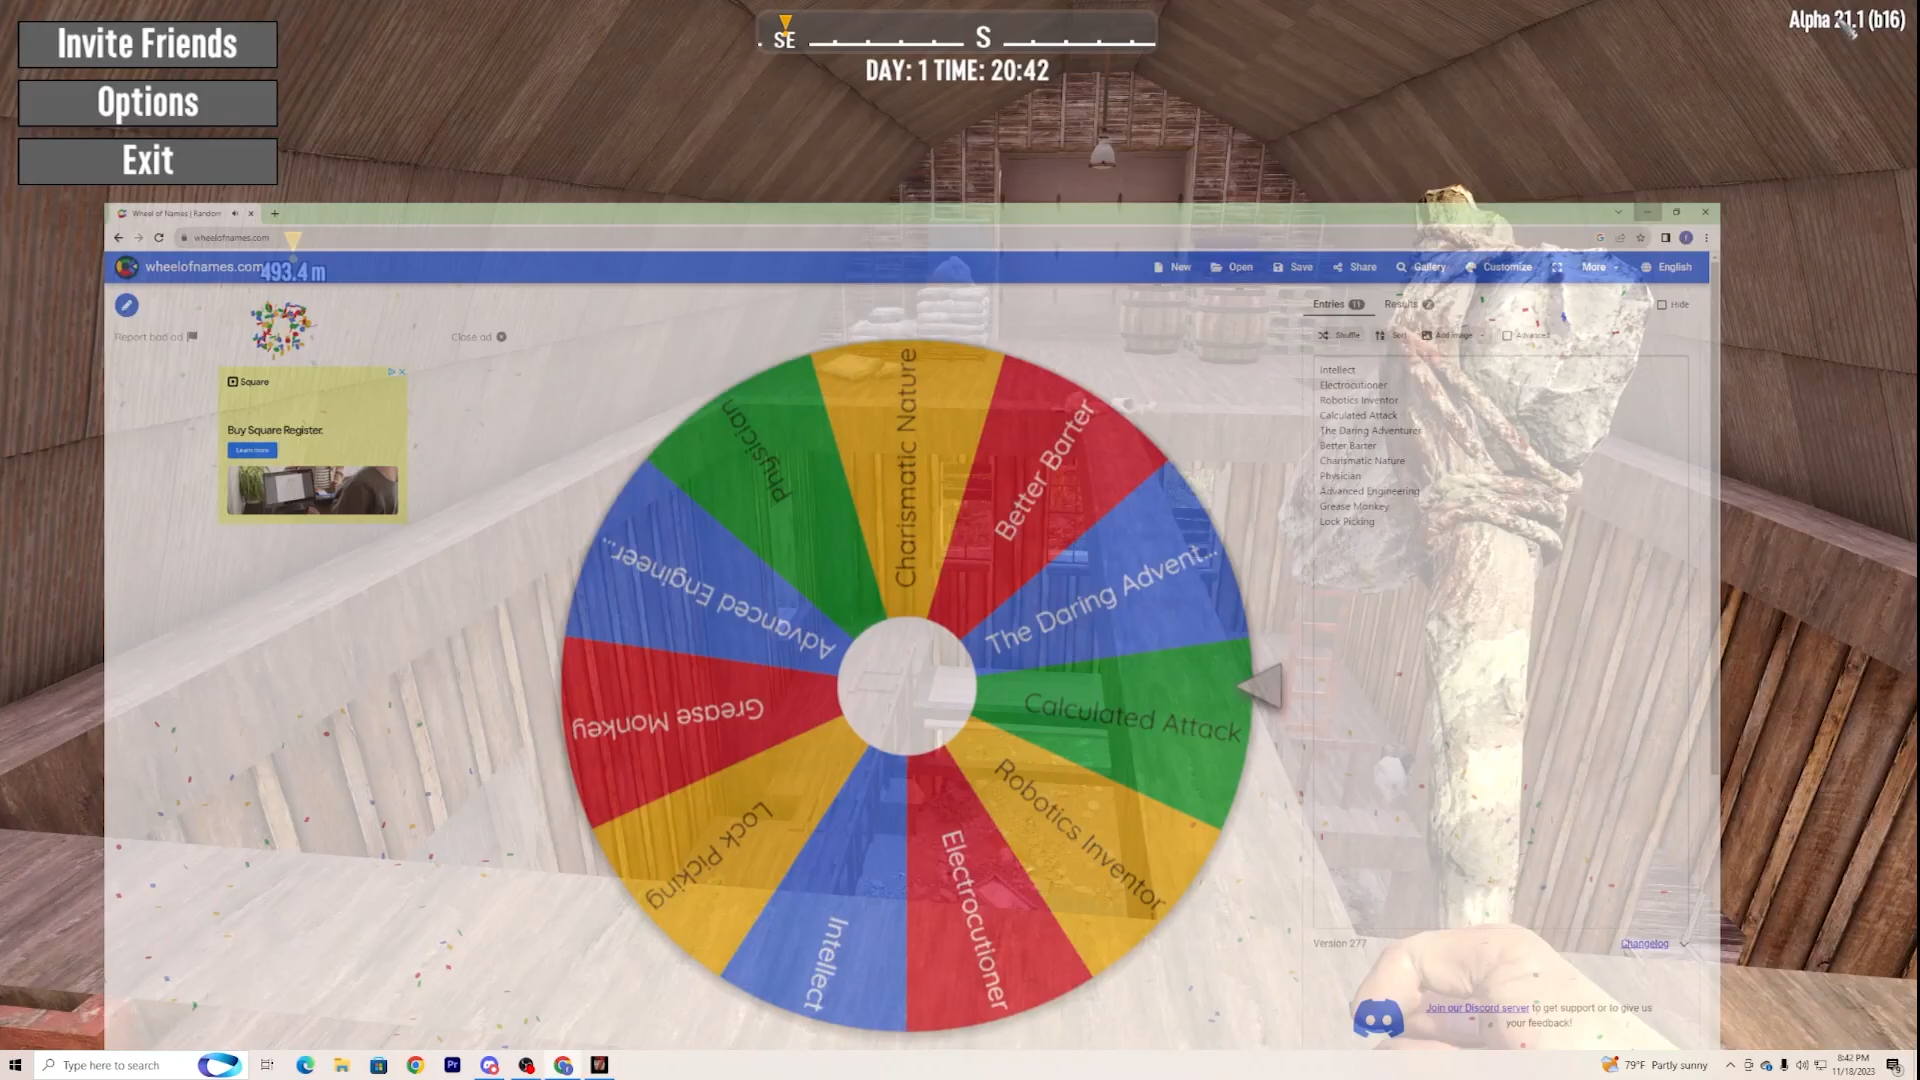 Invite Friends
Options
Exit
SE
S
DAY: 1 TIME: 20:42
Alpha 21.1 (b16)
Wheel of Names | Random
wheelofnames.com
wheelofnames.com
493.4 m
New
Open
Save
Share
Gallery
Customize
More
English
Report bad ad
Close ad
Square
Buy Square Register.
Learn more
Entries 11
Results 2
Hide
Shuffle
Sort
Add image
Advanced
Intellect
Electrocutioner
Robotics Inventor
Calculated Attack
The Daring Adventurer
Better Barter
Charismatic Nature
Physician
Advanced Engineering
Grease Monkey
Lock Picking
Charismatic Nature
Better Barter
The Daring Advent...
Calculated Attack
Robotics Inventor
Electrocutioner
Intellect
Lock Picking
Grease Monkey
Advanced Engineer...
Physician
Version 277
Changelog
Join our Discord server to get support or to give us
your feedback!
Type here to search
Pr
79°F Partly sunny
8:42 PM
11/18/2023